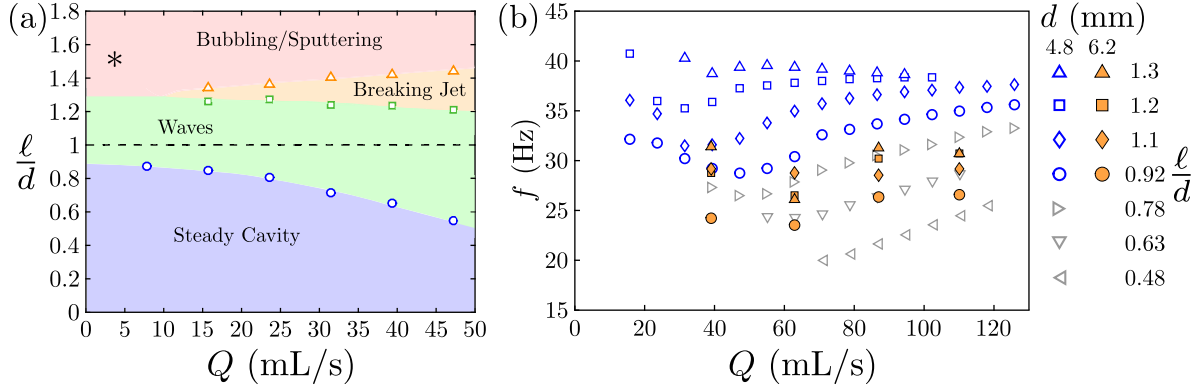 (a)
1.8
1.6
1.4
1.2
1
0.8
0.6
0.4
0.2
0
ℓ
d
*
Bubbling/Sputtering
Breaking Jet
Waves
Steady Cavity
0 5 10 15 20 25 30 35 40 45 50
Q (mL/s)
(b)
45
40
35
30
25
20
15
f (Hz)
0 20 40 60 80 100 120
Q (mL/s)
d (mm)
4.8 6.2
1.3
1.2
1.1
0.92
0.78
0.63
0.48
ℓ
d